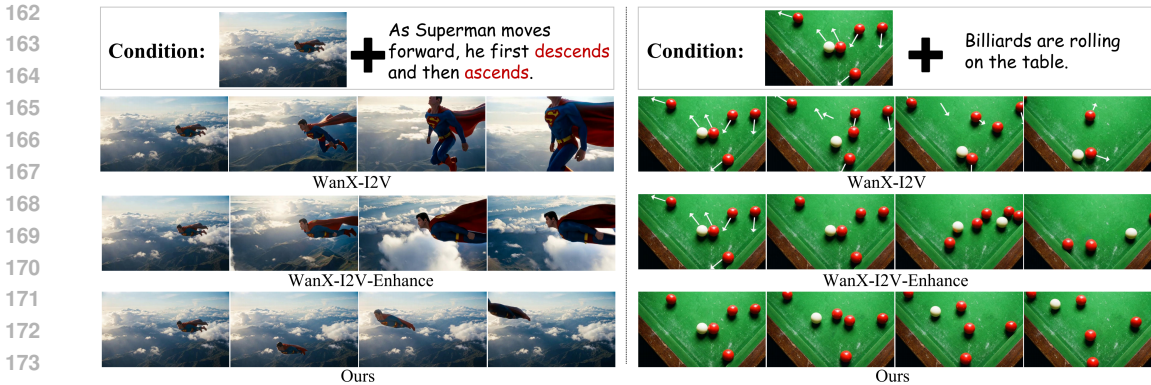 162
163
164
165
166
167
168
169
170
171
172
173
Condition:
As Superman moves
forward, he first descends
and then ascends.
WanX-I2V
WanX-I2V-Enhance
Ours
Condition:
Billiards are rolling
on the table.
WanX-I2V
WanX-I2V-Enhance
Ours